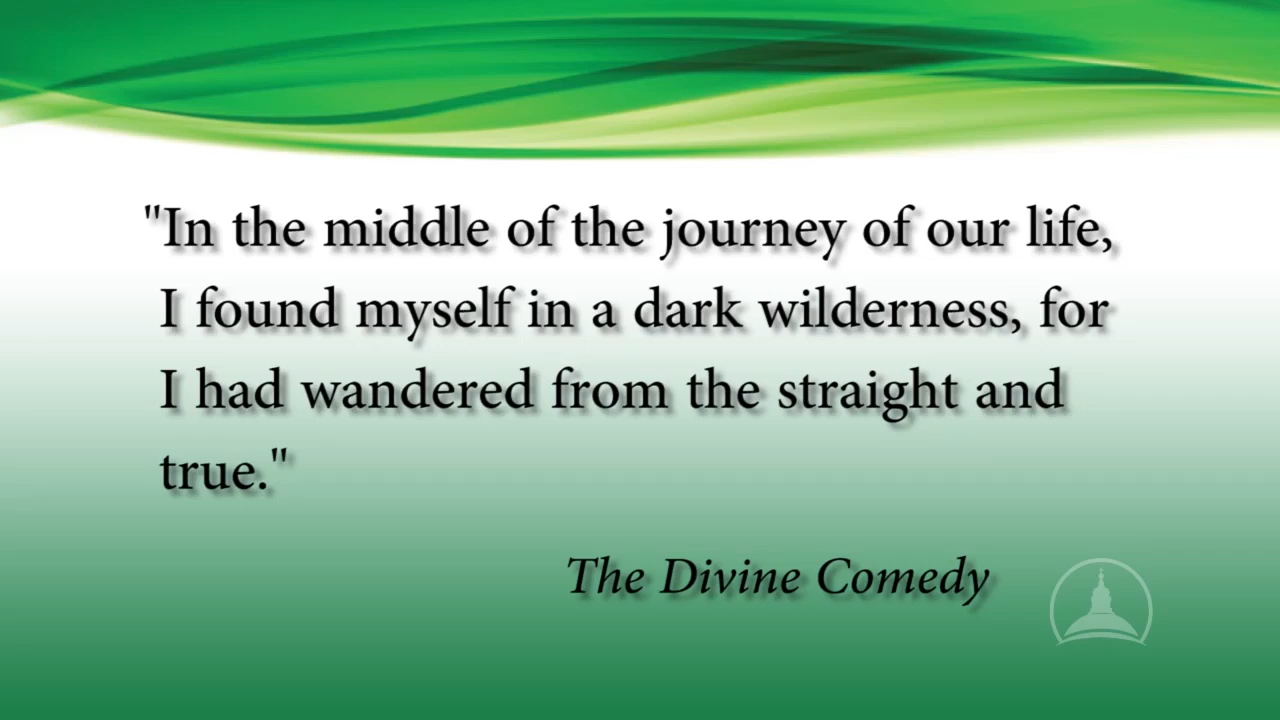 "In the middle of the journey of our life,
I found myself in a dark wilderness, for
I had wandered from the straight and
true."
The Divine Comedy